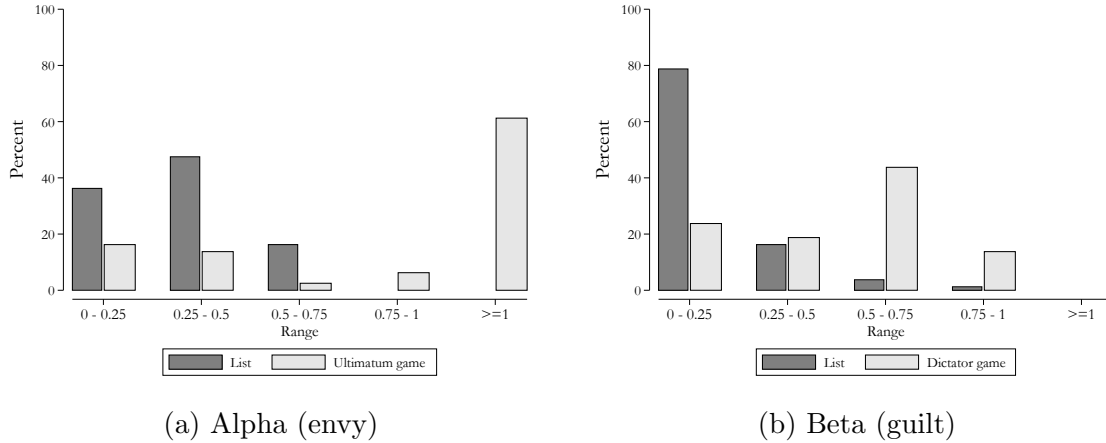 100
80
60
40
20
0
Percent
0 - 0.25 0.25 - 0.5 0.5 - 0.75 0.75 - 1 >=1
Range
List Ultimatum game
(a) Alpha (envy)
100
80
60
40
20
0
Percent
0 - 0.25 0.25 - 0.5 0.5 - 0.75 0.75 - 1 >=1
Range
List Dictator game
(b) Beta (guilt)